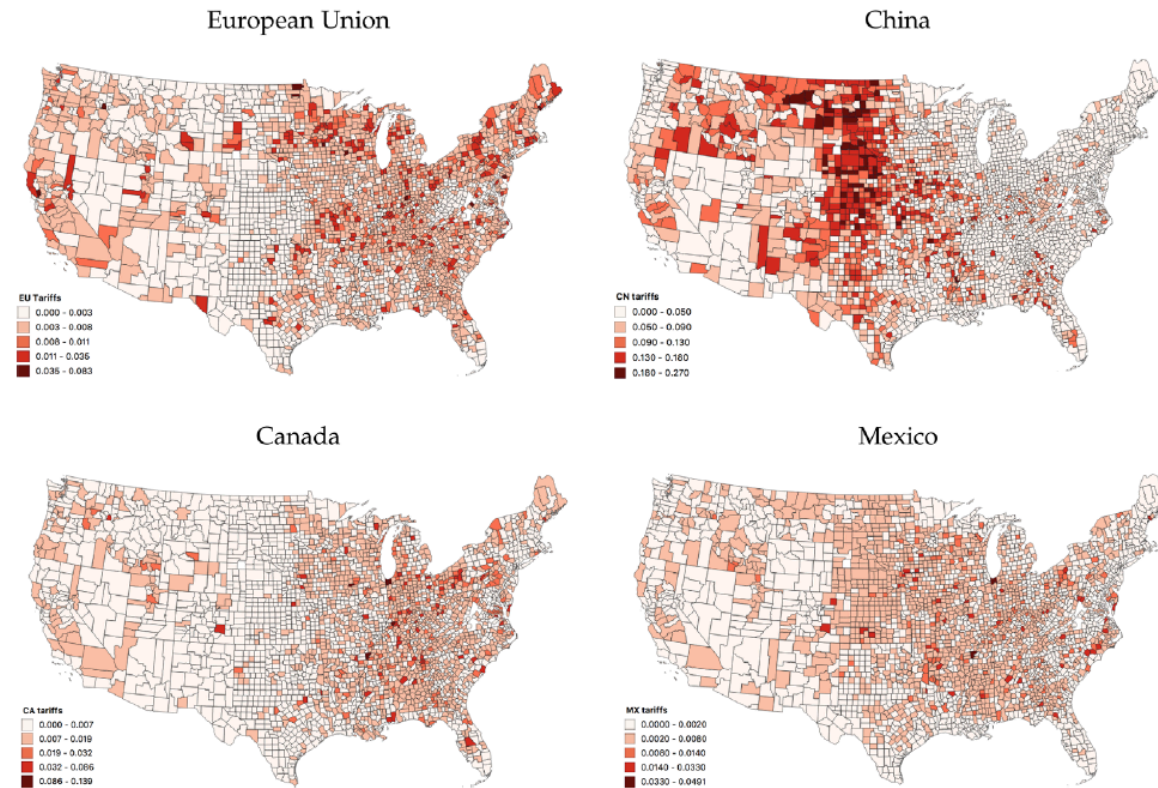 European Union
China
EU Tariffs
0.000 - 0.003
0.003 - 0.008
0.008 - 0.011
0.011 - 0.035
0.035 - 0.083
CN tariffs
0.000 - 0.050
0.050 - 0.090
0.090 - 0.130
0.130 - 0.180
0.180 - 0.270
Canada
Mexico
CA tariffs
0.000 - 0.007
0.007 - 0.019
0.019 - 0.032
0.032 - 0.086
0.086 - 0.139
MX tariffs
0.0000 - 0.0020
0.0020 - 0.0060
0.0060 - 0.0140
0.0140 - 0.0330
0.0330 - 0.0491